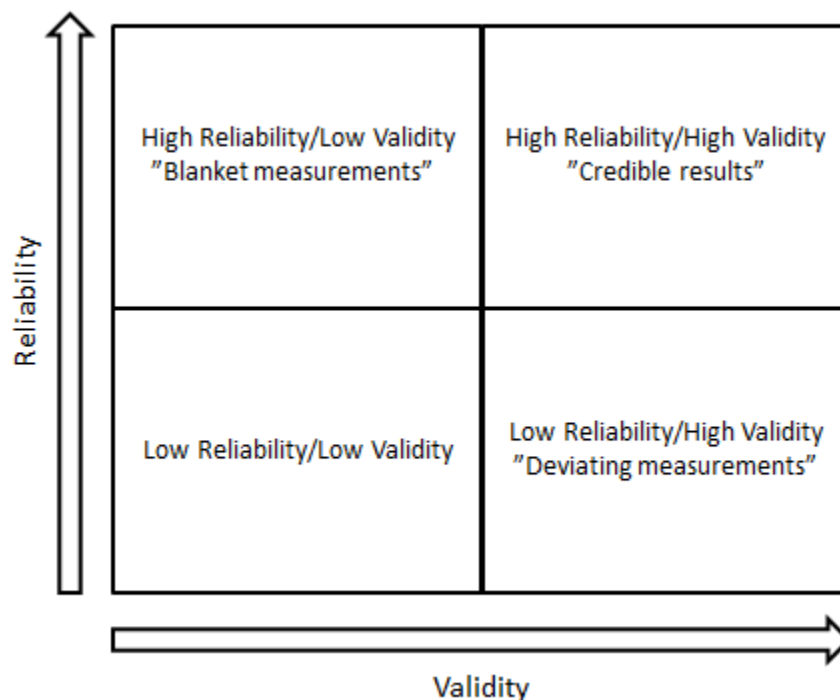 High Reliability/Low Validity
”Blanket measurements”
High Reliability/High Validity
”Credible results”
Reliability
Low Reliability/Low Validity
Low Reliability/High Validity
”Deviating measurements”
Validity